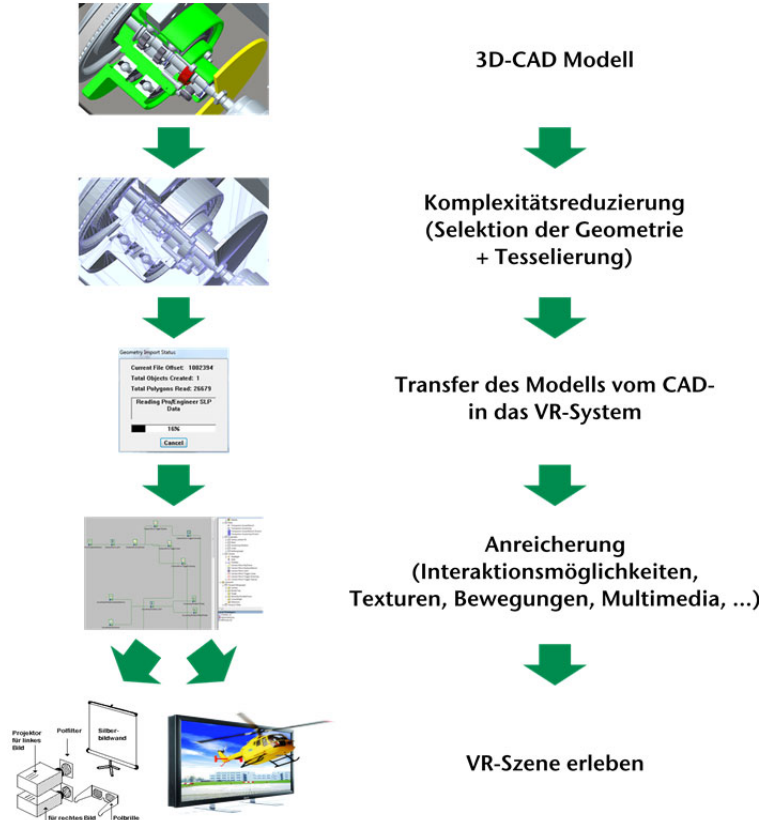 3D-CAD Modell
Komplexitätsreduzierung
(Selektion der Geometrie
+ Tesselierung)
Geometry Import Status
Current File Offset: 1002394
Total Objects Created: 1
Total Polygons Read: 26679
Reading Pro/Engineer SLP
Data
16%
Cancel
Transfer des Modells vom CAD-
in das VR-System
Anreicherung
(Interaktionsmöglichkeiten,
Texturen, Bewegungen, Multimedia, ...)
Projektor
für linkes
Bild
Polfilter
Silber-
bildwand
für rechtes Bild
Polbrille
VR-Szene erleben